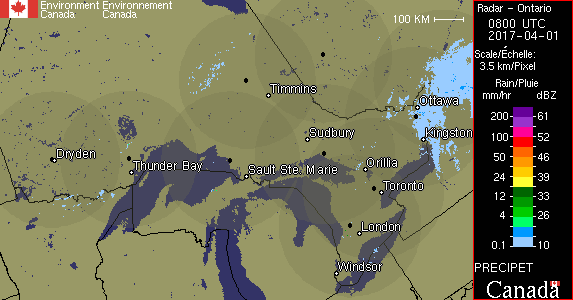 Environment Environnement
Canada Canada
100 KM
Timmins
Ottawa
Sudbury
Kingston
Dryden
Thunder Bay
Sault Ste. Marie
Orillia
Toronto
London
Windsor
Radar - Ontario
0800 UTC
2017-04-01
Scale/Échelle:
3.5 km/Pixel
Rain/Pluie
mm/hr dBZ
200 61
100 52
50 46
24 39
12 33
4 26
0.1 10
PRECIPET
Canada